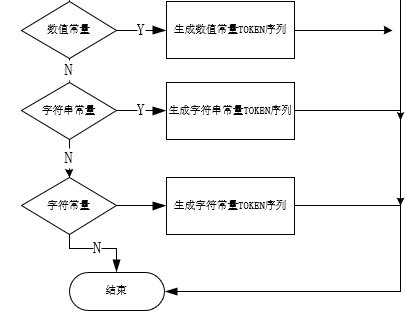 数值常量
Y
生成数值常量TOKEN序列
N
字符串常量
Y
生成字符串常量TOKEN序列
N
字符常量
生成字符常量TOKEN序列
N
结束